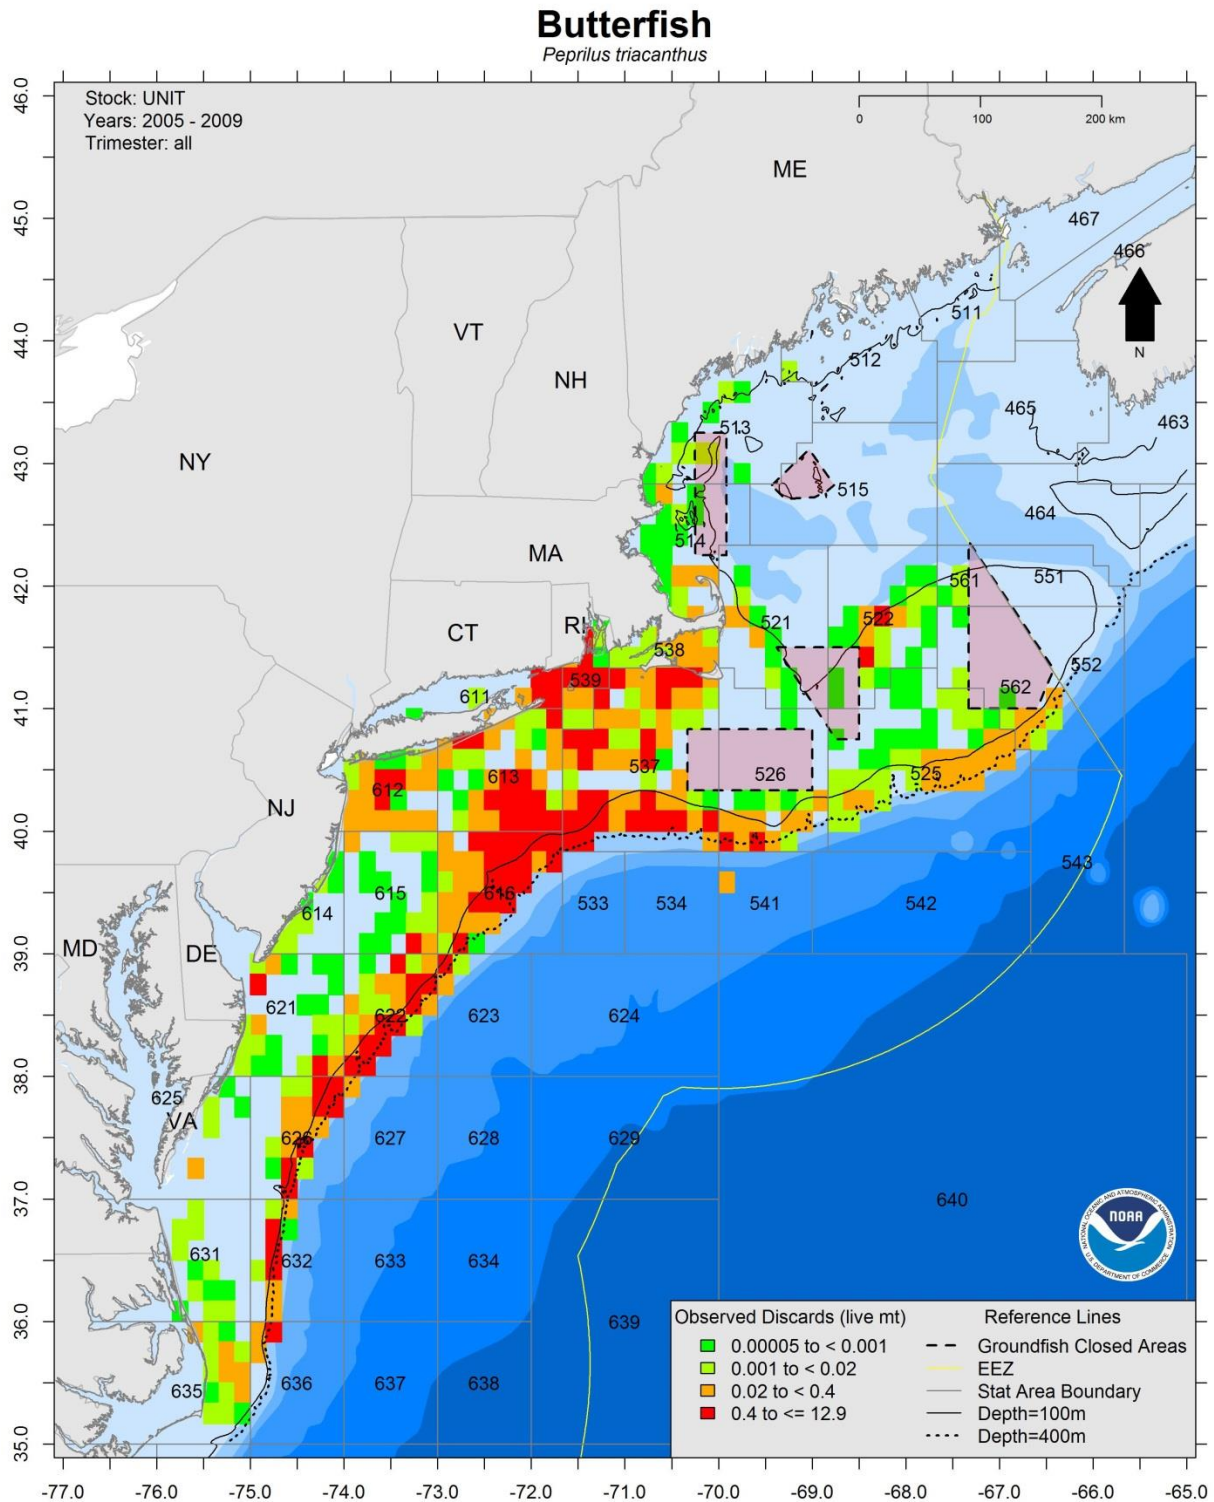 Butterfish
Peprilus triacanthus
Stock: UNIT
Years: 2005 - 2009
Trimester: all
0 100 200 km
46.0
45.0
44.0
43.0
42.0
41.0
40.0
39.0
38.0
37.0
36.0
35.0
ME
467
466
511
N
VT
512
NH
465
463
513
NY
515
464
514
MA
551
561
521
522
RI
CT
538
552
539
562
611
537
526
525
613
612
NJ
543
615
616
614
533
534
541
542
MD
DE
621
622
623
624
625
VA
626
627
628
629
640
631
632
633
634
639
635
636
637
638
NOAA
NATIONAL OCEANIC AND ATMOSPHERIC ADMINISTRATION
U.S. DEPARTMENT OF COMMERCE
Observed Discards (live mt)
0.00005 to < 0.001
0.001 to < 0.02
0.02 to < 0.4
0.4 to <= 12.9
Reference Lines
Groundfish Closed Areas
EEZ
Stat Area Boundary
Depth=100m
Depth=400m
-77.0 -76.0 -75.0 -74.0 -73.0 -72.0 -71.0 -70.0 -69.0 -68.0 -67.0 -66.0 -65.0